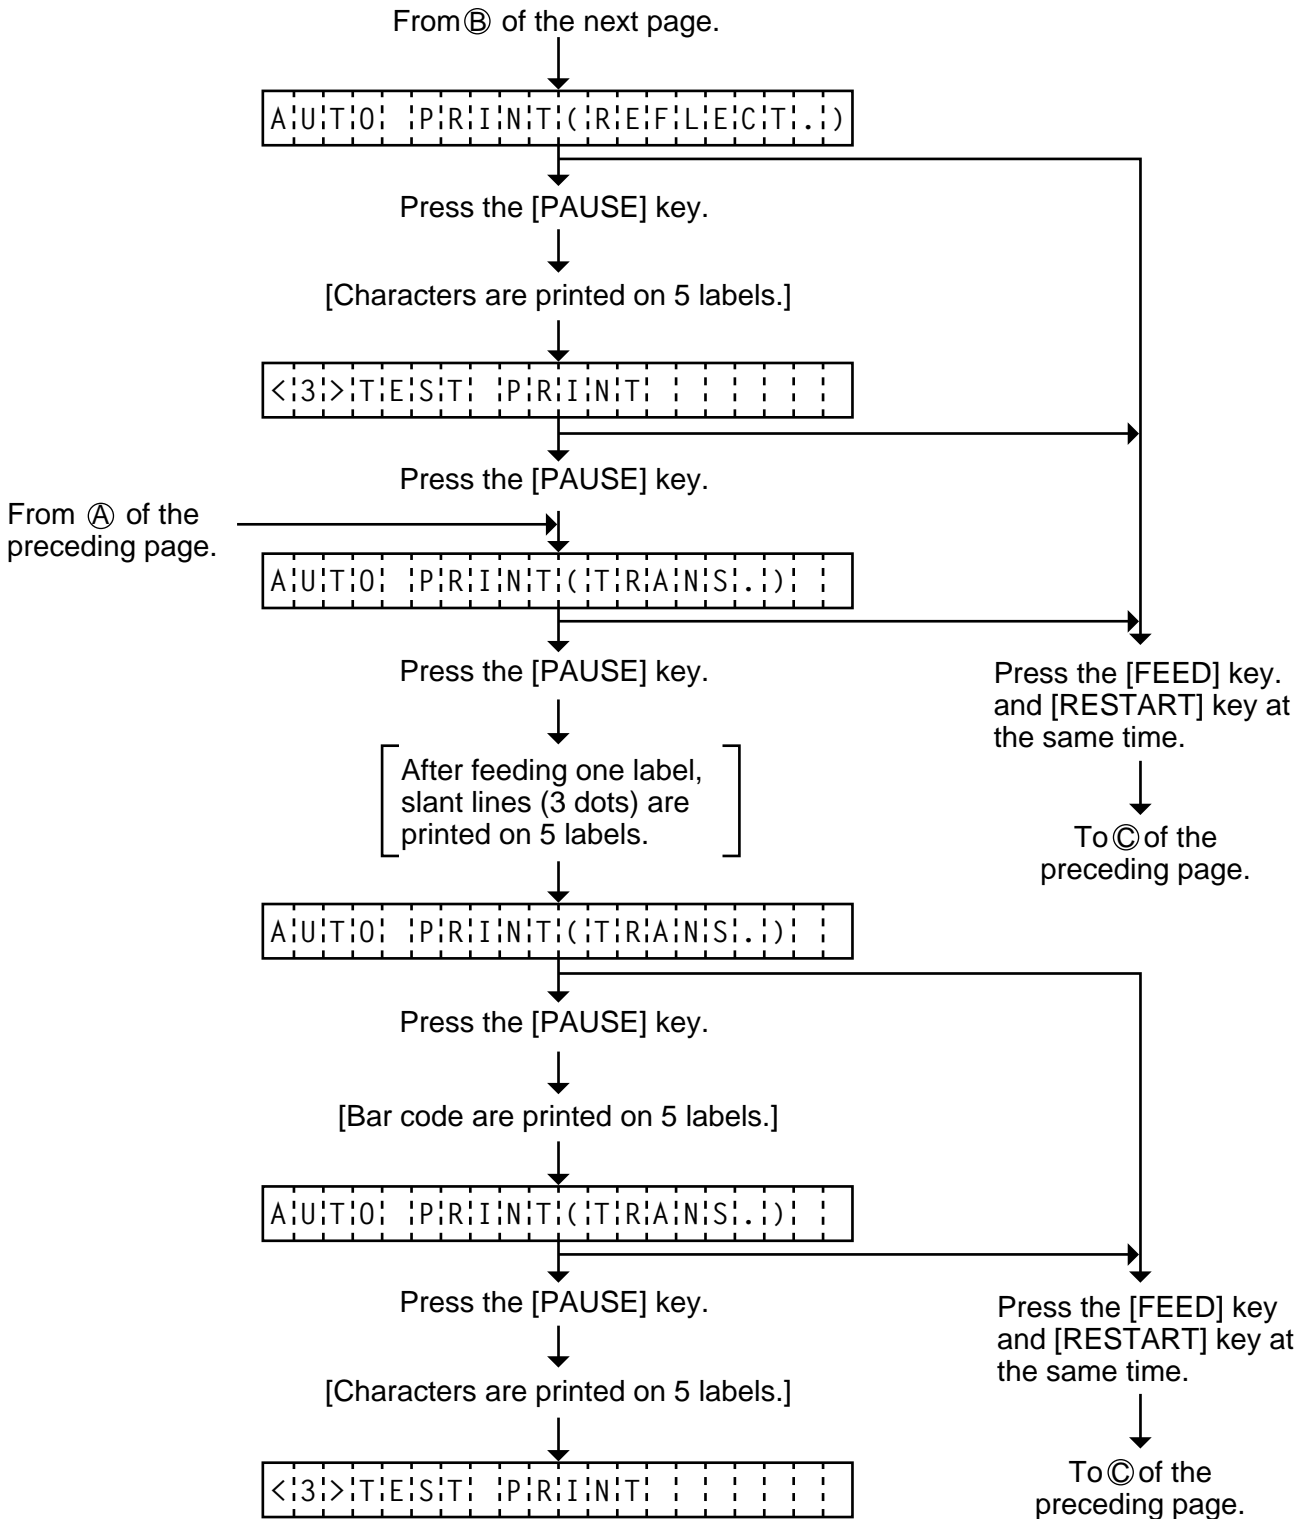 From Ⓑ of the next page.
AUTO PRINT(REFLECT.)
Press the [PAUSE] key.
[Characters are printed on 5 labels.]
<3>TEST PRINT
Press the [PAUSE] key.
From Ⓐ of the
preceding page.
AUTO PRINT(TRANS.)
Press the [PAUSE] key.
Press the [FEED] key.
and [RESTART] key at
the same time.
After feeding one label,
slant lines (3 dots) are
printed on 5 labels.
To Ⓒ of the
preceding page.
AUTO PRINT(TRANS.)
Press the [PAUSE] key.
[Bar code are printed on 5 labels.]
AUTO PRINT(TRANS.)
Press the [PAUSE] key.
Press the [FEED] key
and [RESTART] key at
the same time.
[Characters are printed on 5 labels.]
<3>TEST PRINT
To Ⓒ of the
preceding page.